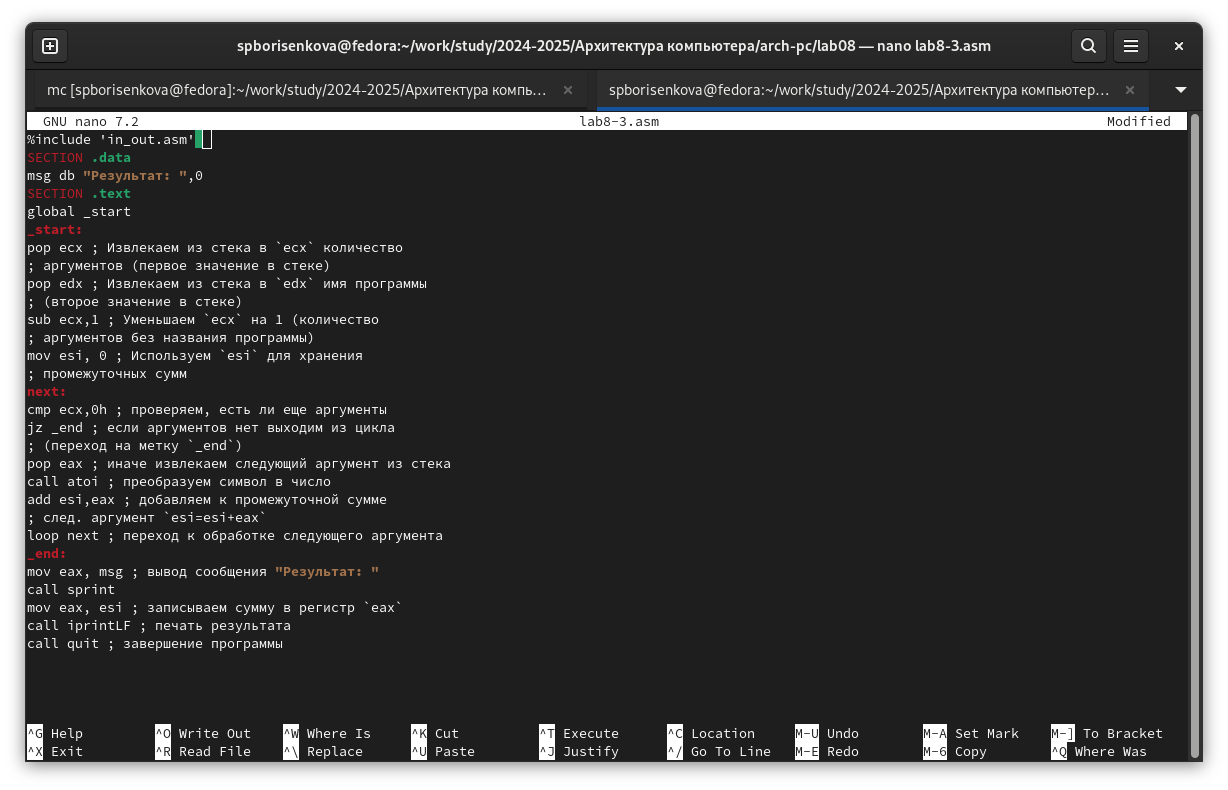 spborisenkova@fedora:~/work/study/2024-2025/Архитектура компьютера/arch-pc/lab08 — nano lab8-3.asm
mc [spborisenkova@fedora]:~/work/study/2024-2025/Архитектура компь…
spborisenkova@fedora:~/work/study/2024-2025/Архитектура компьютер…
GNU nano 7.2 lab8-3.asm Modified
%include 'in_out.asm'
SECTION .data
msg db "Результат: ",0
SECTION .text
global _start
_start:
pop ecx ; Извлекаем из стека в `ecx` количество
; аргументов (первое значение в стеке)
pop edx ; Извлекаем из стека в `edx` имя программы
; (второе значение в стеке)
sub ecx,1 ; Уменьшаем `ecx` на 1 (количество
; аргументов без названия программы)
mov esi, 0 ; Используем `esi` для хранения
; промежуточных сумм
next:
cmp ecx,0h ; проверяем, есть ли еще аргументы
jz _end ; если аргументов нет выходим из цикла
; (переход на метку `_end`)
pop eax ; иначе извлекаем следующий аргумент из стека
call atoi ; преобразуем символ в число
add esi,eax ; добавляем к промежуточной сумме
; след. аргумент `esi=esi+eax`
loop next ; переход к обработке следующего аргумента
_end:
mov eax, msg ; вывод сообщения "Результат: "
call sprint
mov eax, esi ; записываем сумму в регистр `eax`
call iprintLF ; печать результата
call quit ; завершение программы
^G Help ^O Write Out ^W Where Is ^K Cut ^T Execute ^C Location M-U Undo M-A Set Mark M-] To Bracket
^X Exit ^R Read File ^\ Replace ^U Paste ^J Justify ^/ Go To Line M-E Redo M-6 Copy ^Q Where Was